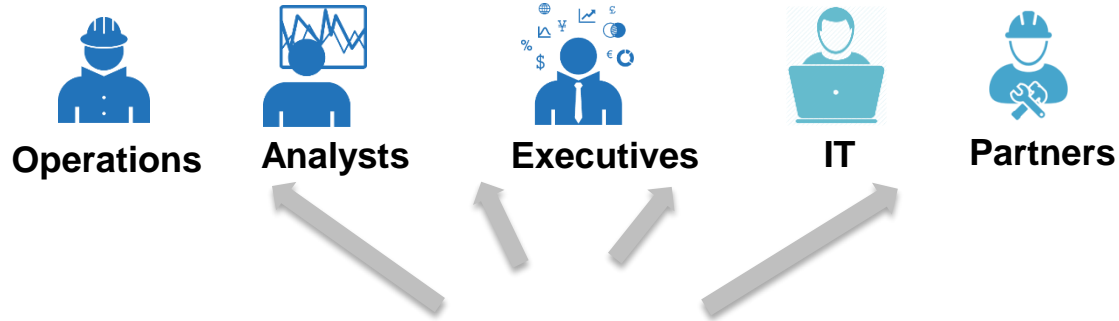 ¥ £
% $ €
Operations Analysts Executives IT Partners